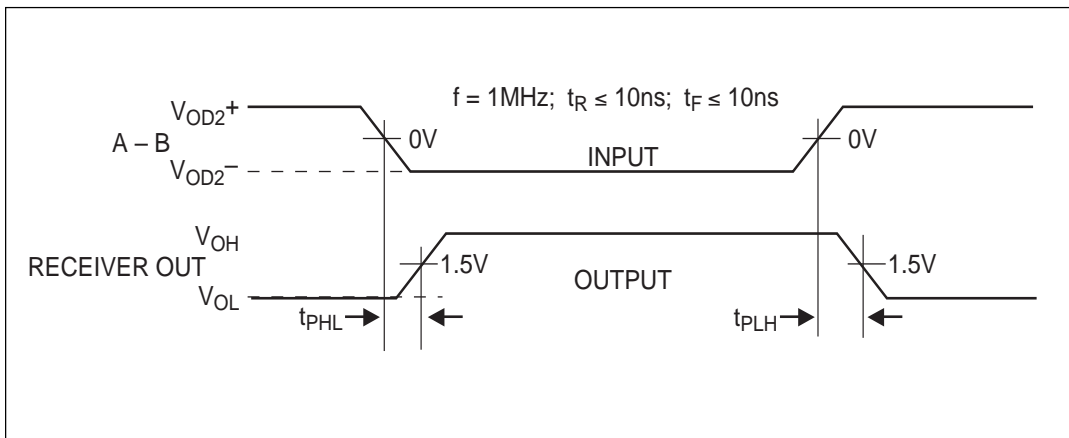 f = 1MHz; tR ≤ 10ns; tF ≤ 10ns
VOD2+
0V
0V
A – B
INPUT
VOD2–
VOH
RECEIVER OUT
1.5V
OUTPUT
1.5V
VOL
tPHL
tPLH